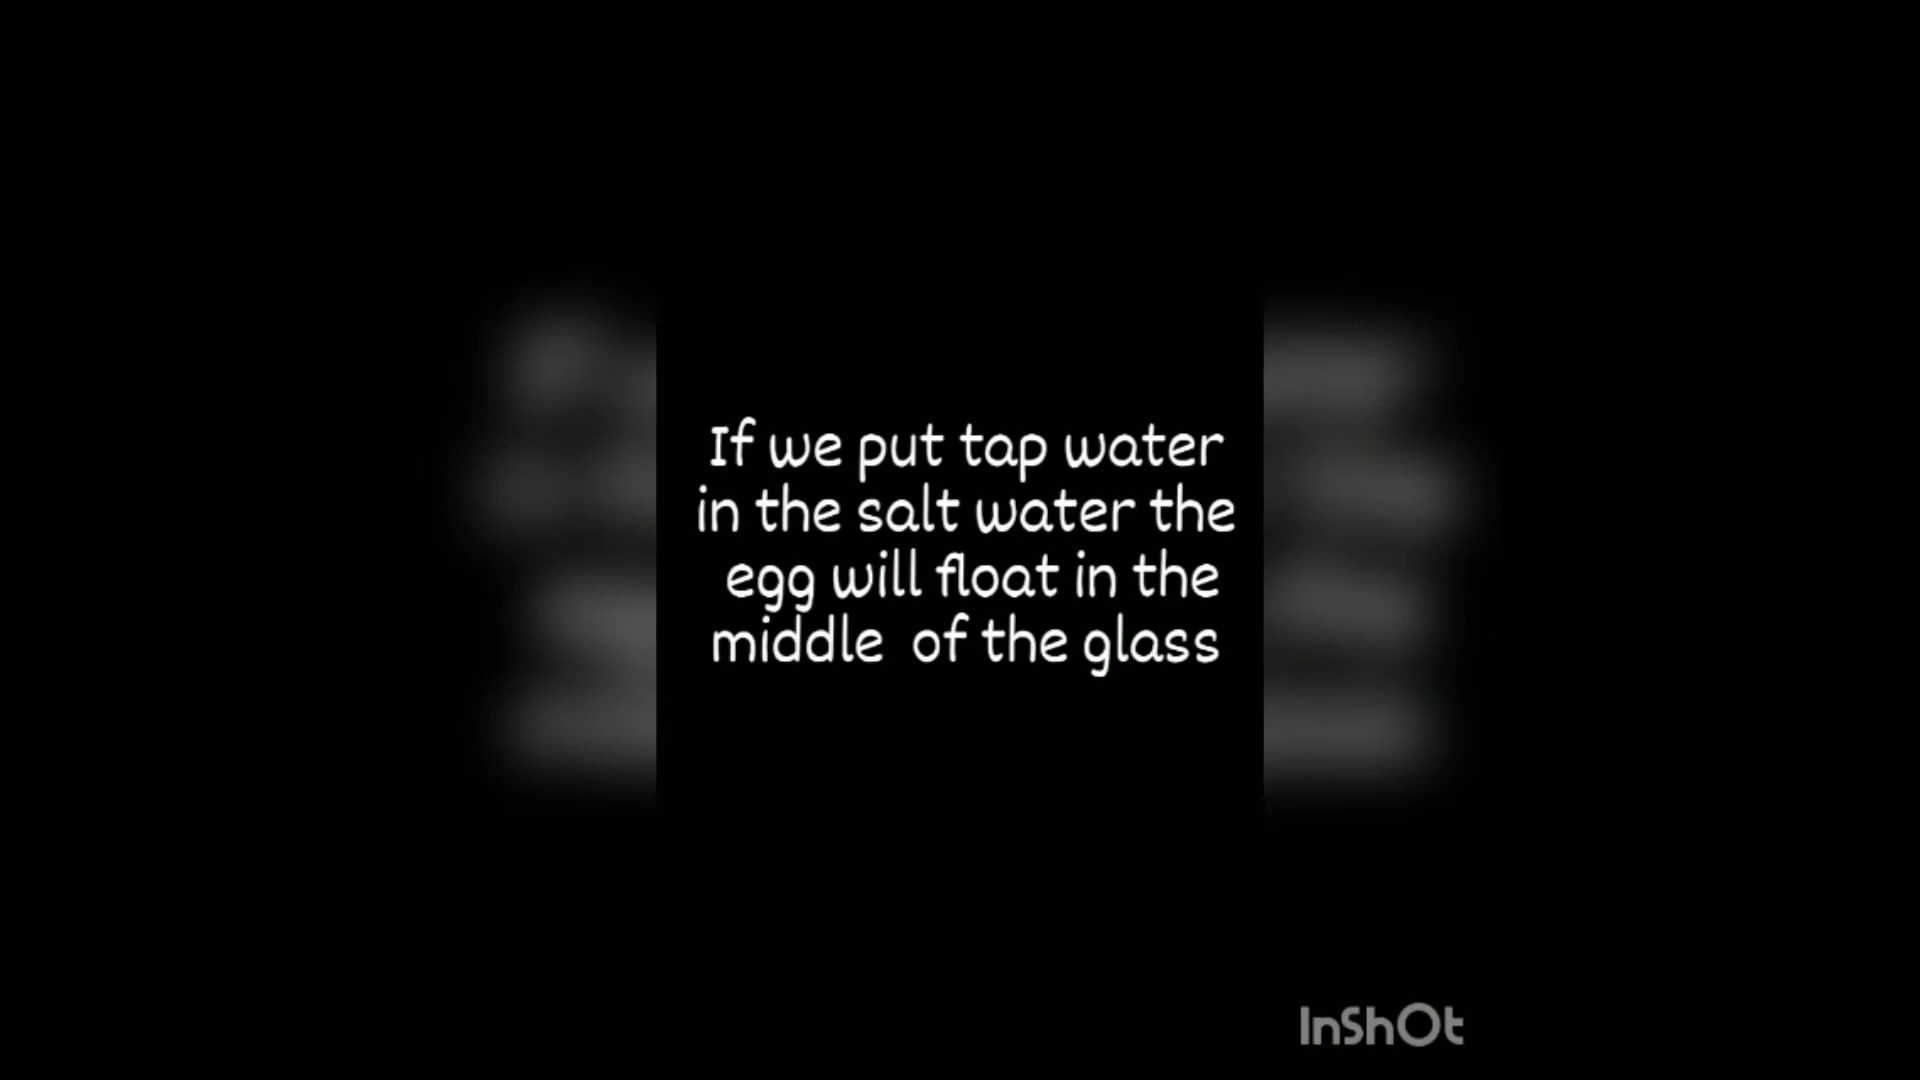 If we put tap water
in the salt water the
egg will float in the
middle of the glass
InShOt